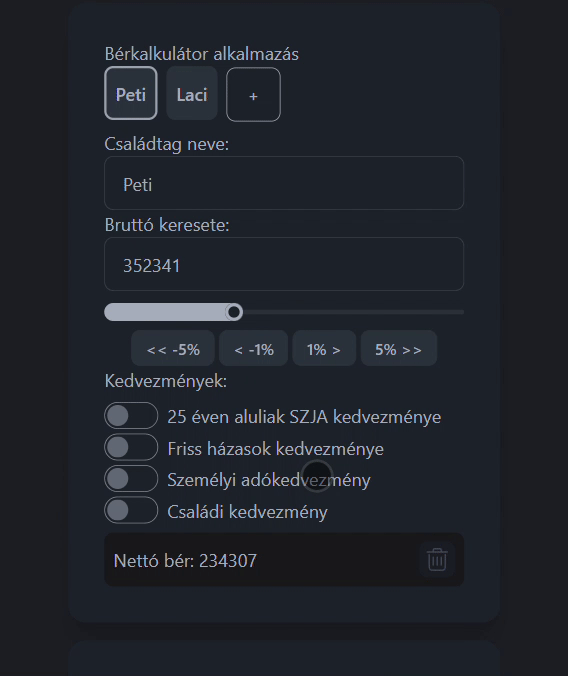 Bérkalkulátor alkalmazás
Peti Laci +
Családtag neve:
Peti
Bruttó keresete:
352341
<< -5% < -1% 1% > 5% >>
Kedvezmények:
25 éven aluliak SZJA kedvezménye
Friss házasok kedvezménye
Személyi adókedvezmény
Családi kedvezmény
Nettó bér: 234307